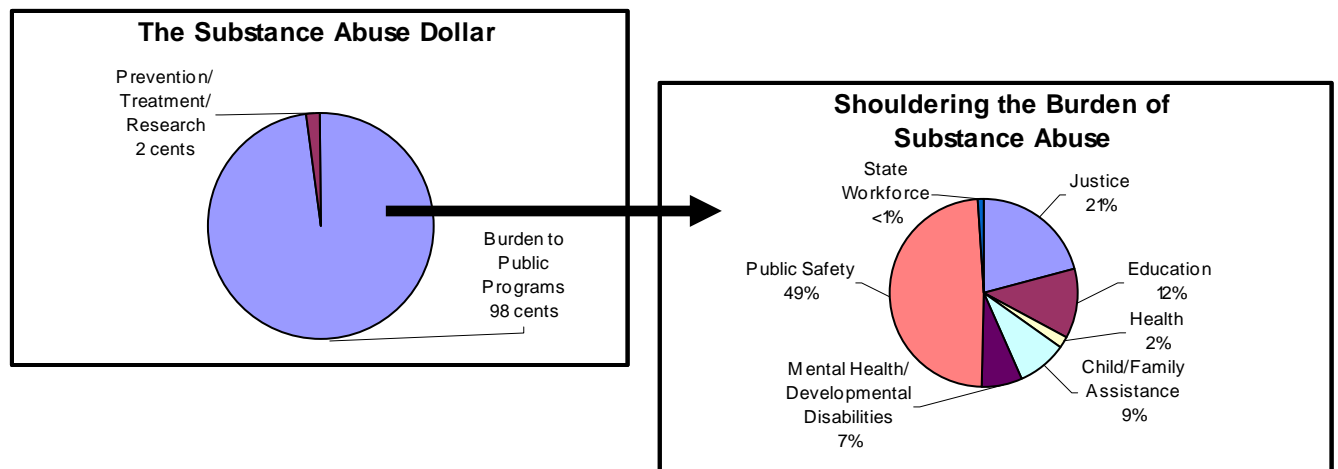 The Substance Abuse Dollar
Prevention/
Treatment/
Research
2 cents
Burden to
Public
Programs
98 cents
Shouldering the Burden of
Substance Abuse
State
Workforce
<1%
Justice
21%
Education
12%
Health
2%
Child/Family
Assistance
9%
Mental Health/
Developmental
Disabilities
7%
Public Safety
49%